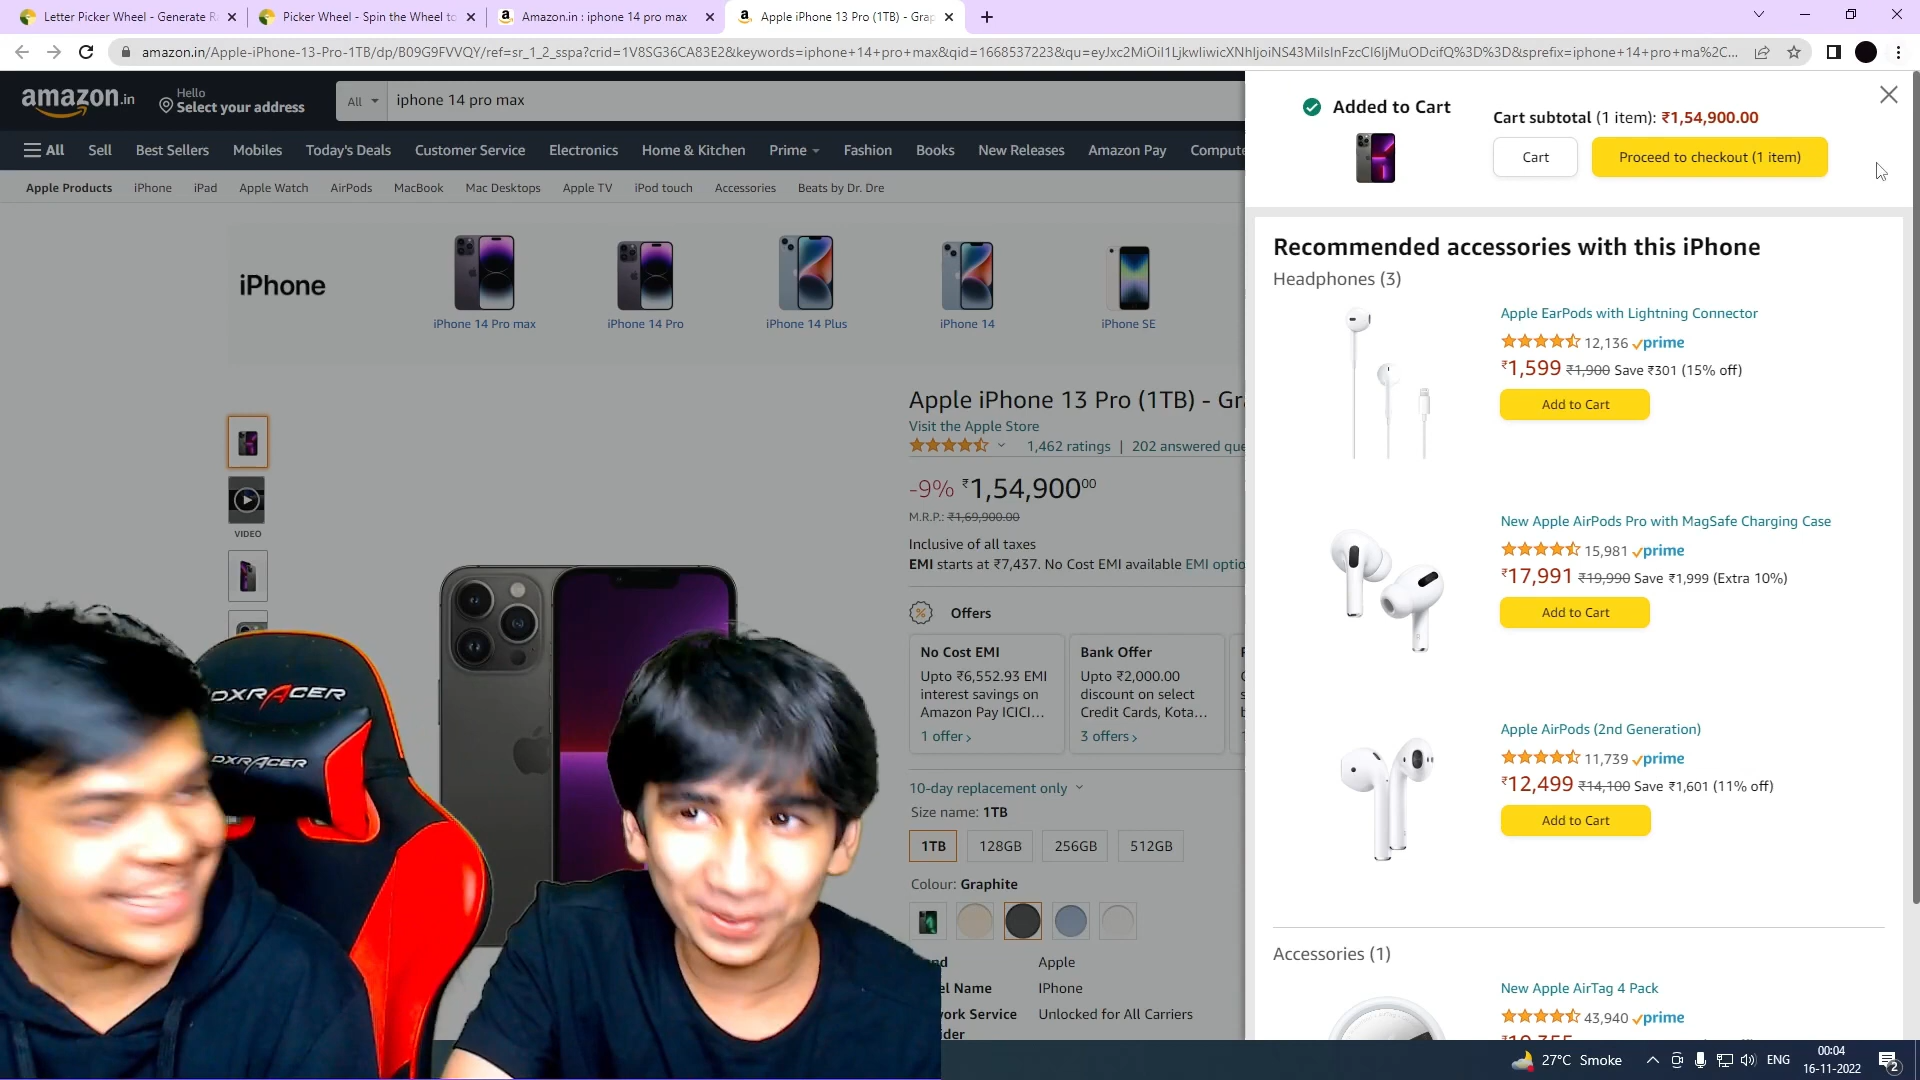 Letter Picker Wheel - Generate R
Picker Wheel - Spin the Wheel to
Amazon.in : iphone 14 pro max
Apple iPhone 13 Pro (1TB) - Grap
amazon.in/Apple-iPhone-13-Pro-1TB/dp/B09G9FVVQY/ref=sr_1_2_sspa?crid=1V8SG36CA83E2&keywords=iphone+14+pro+max&qid=1668537223&qu=eyJxc2MiOiI1LjkwIiwicXNhIjoiNS43MiIsInFzcCI6IjMuODcifQ%3D%3D&sprefix=iphone+14+pro+ma%2C...
amazon.in
Hello
Select your address
All
iphone 14 pro max
All
Sell
Best Sellers
Mobiles
Today's Deals
Customer Service
Electronics
Home & Kitchen
Prime
Fashion
Books
New Releases
Amazon Pay
Compute
Apple Products
iPhone
iPad
Apple Watch
AirPods
MacBook
Mac Desktops
Apple TV
iPod touch
Accessories
Beats by Dr. Dre
iPhone
iPhone 14 Pro max
iPhone 14 Pro
iPhone 14 Plus
iPhone 14
iPhone SE
VIDEO
Apple iPhone 13 Pro (1TB) - Gra
Visit the Apple Store
1,462 ratings | 202 answered que
-9% ₹1,54,900.00
M.R.P.: ₹1,69,900.00
Inclusive of all taxes
EMI starts at ₹7,437. No Cost EMI available EMI optio
Offers
No Cost EMI
Upto ₹6,552.93 EMI
interest savings on
Amazon Pay ICICI...
1 offer ›
Bank Offer
Upto ₹2,000.00
discount on select
Credit Cards, Kota...
3 offers ›
10-day replacement only
Size name: 1TB
1TB
128GB
256GB
512GB
Colour: Graphite
nd Apple
el Name IPhone
ork Service Unlocked for All Carriers
ider
DXRACER
DXRACER
Added to Cart
Cart subtotal (1 item): ₹1,54,900.00
Cart
Proceed to checkout (1 item)
Recommended accessories with this iPhone
Headphones (3)
Apple EarPods with Lightning Connector
12,136 prime
₹1,599 ₹1,900 Save ₹301 (15% off)
Add to Cart
New Apple AirPods Pro with MagSafe Charging Case
15,981 prime
₹17,991 ₹19,990 Save ₹1,999 (Extra 10%)
Add to Cart
Apple AirPods (2nd Generation)
11,739 prime
₹12,499 ₹14,100 Save ₹1,601 (11% off)
Add to Cart
Accessories (1)
New Apple AirTag 4 Pack
43,940 prime
27°C Smoke
ENG
00:04
16-11-2022
2